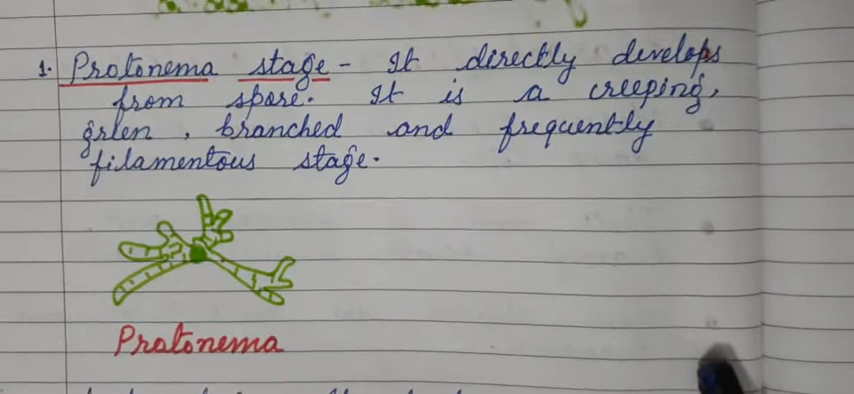 1. Protonema stage - It directly develops
from spore. It is a creeping,
green, branched and frequently
filamentous stage.
Protonema